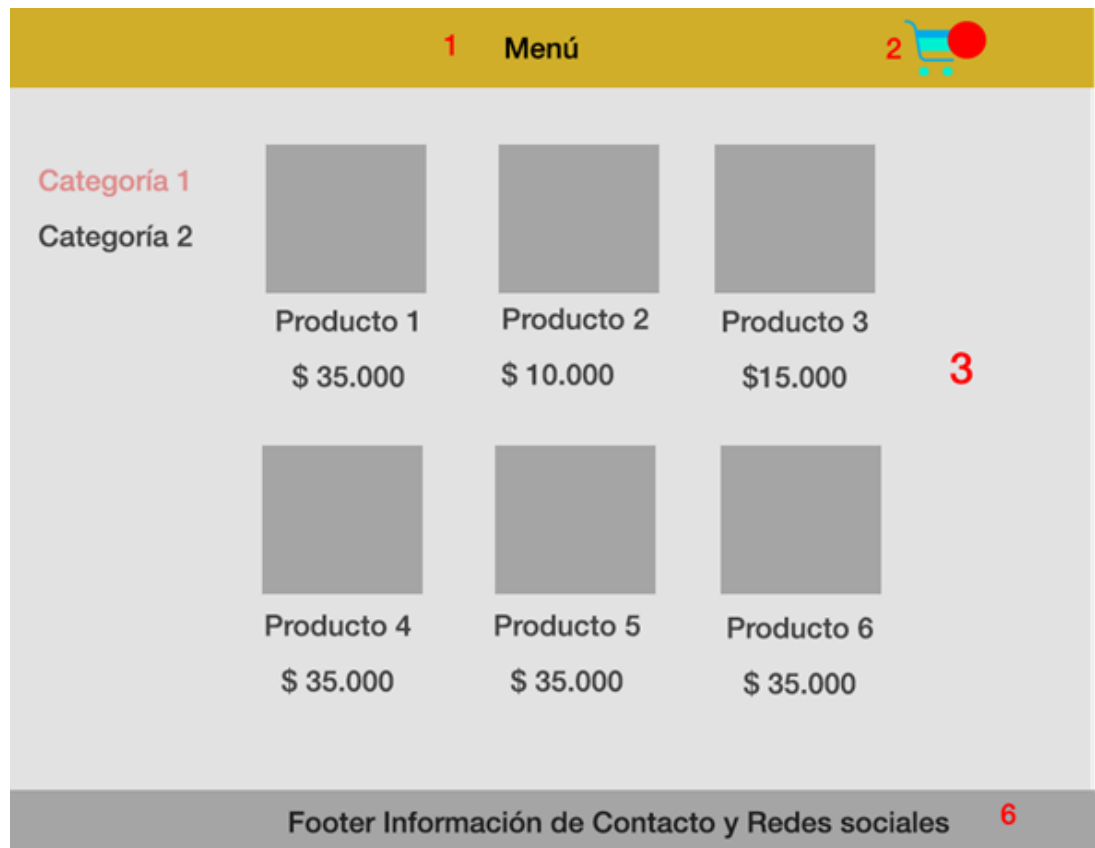 1 Menú 2
Categoría 1
Categoría 2
Producto 1 Producto 2 Producto 3
$ 35.000 $ 10.000 $15.000 3
Producto 4 Producto 5 Producto 6
$ 35.000 $ 35.000 $ 35.000
Footer Información de Contacto y Redes sociales 6